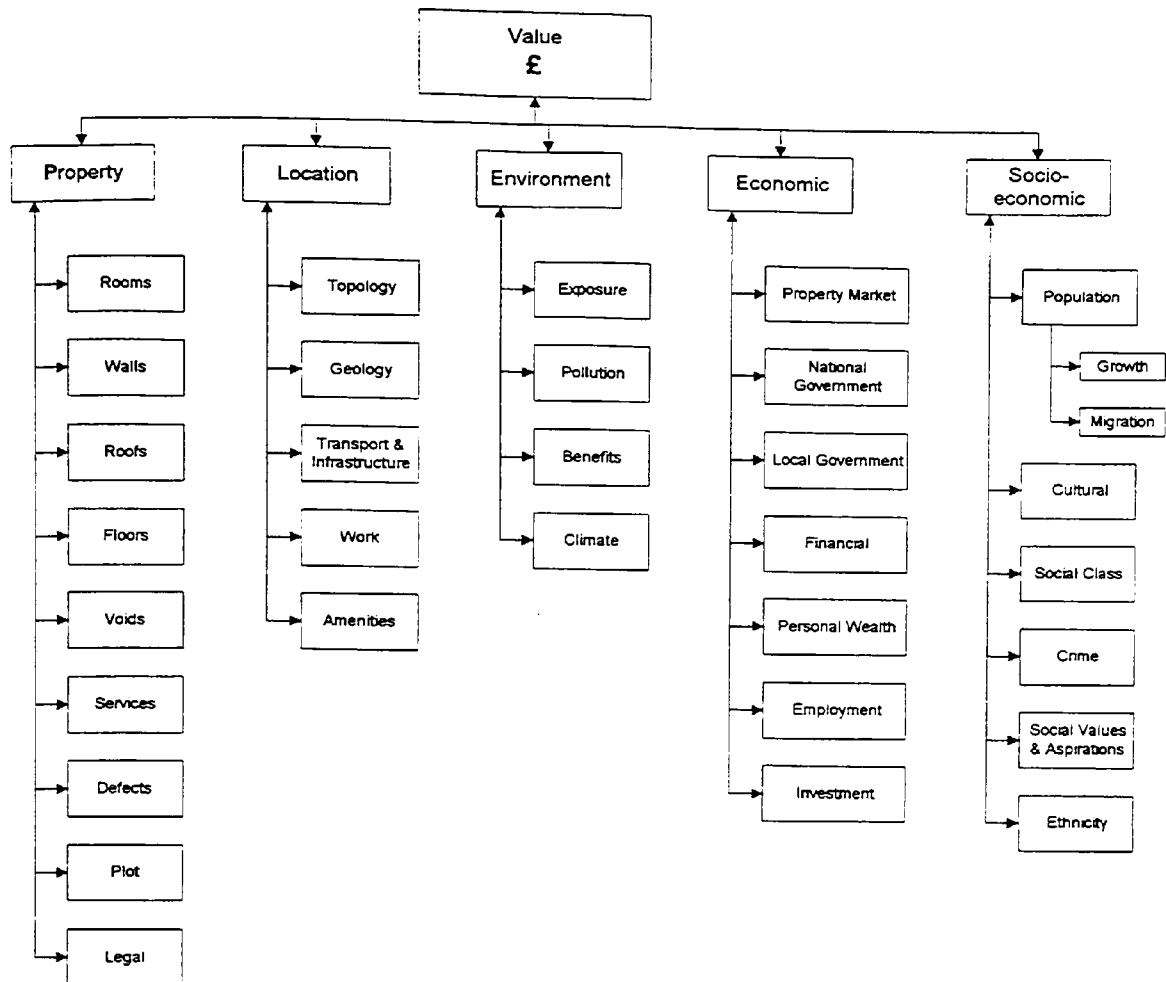 Value
£
Property
Location
Environment
Economic
Socio-
economic
Rooms
Walls
Roofs
Floors
Voids
Services
Defects
Plot
Legal
Topology
Geology
Transport &
Infrastructure
Work
Amenities
Exposure
Pollution
Benefits
Climate
Property Market
National
Government
Local Government
Financial
Personal Wealth
Employment
Investment
Population
Growth
Migration
Cultural
Social Class
Crime
Social Values
& Aspirations
Ethnicity